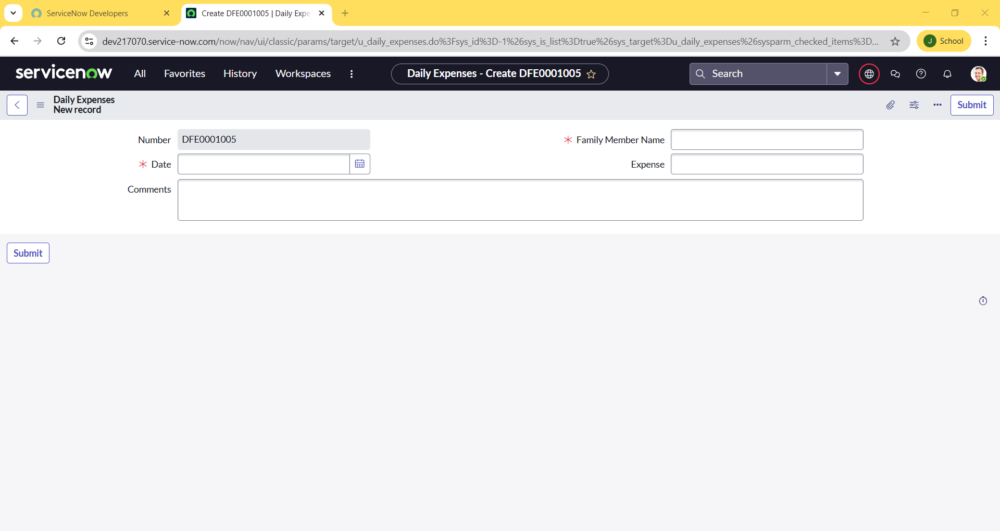 ServiceNow Developers
Create DFE0001005 | Daily Expe
dev217070.service-now.com/now/nav/ui/classic/params/target/u_daily_expenses.do%3Fsys_id%3D-1%26sys_is_list%3Dtrue%26sys_target%3Du_daily_expenses%26sysparm_checked_items%3D...
J School
servicenow
All Favorites History Workspaces
Daily Expenses - Create DFE0001005
Search
Daily Expenses
New record
Submit
Number DFE0001005
* Family Member Name
* Date
Expense
Comments
Submit